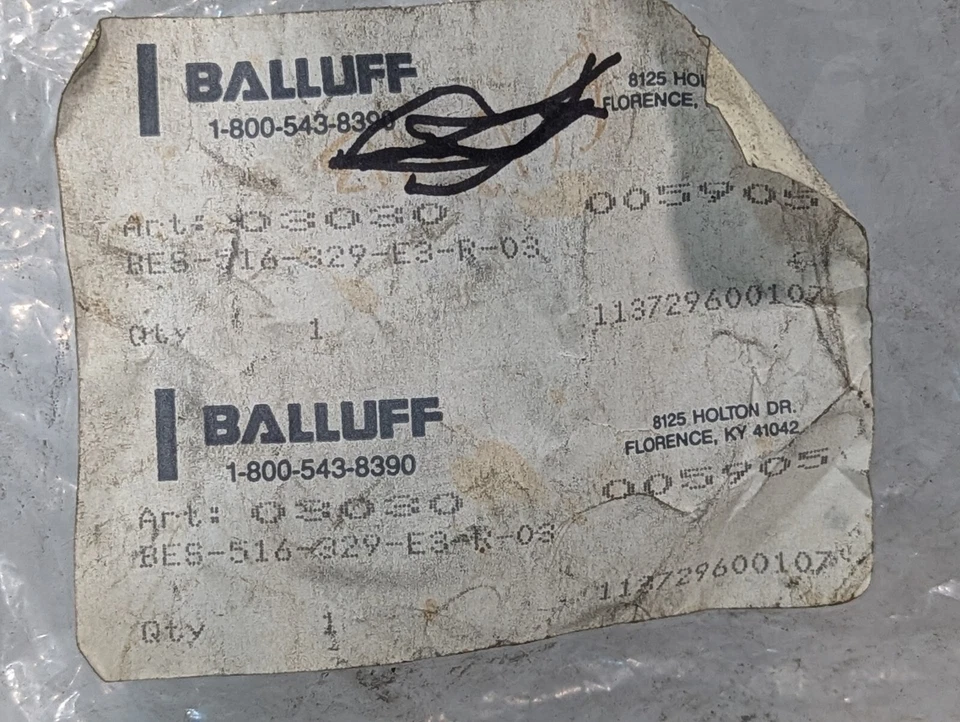 BALLUFF
1-800-543-8390
8125 HOL
FLORENCE,
Art: 03030 005905
BES-516-329-E3-R-03
113729600107
Qty 1
BALLUFF
1-800-543-8390
8125 HOLTON DR.
FLORENCE, KY 41042
Art: 03030 005905
BES-516-329-E3-R-03
113729600107
Qty 1